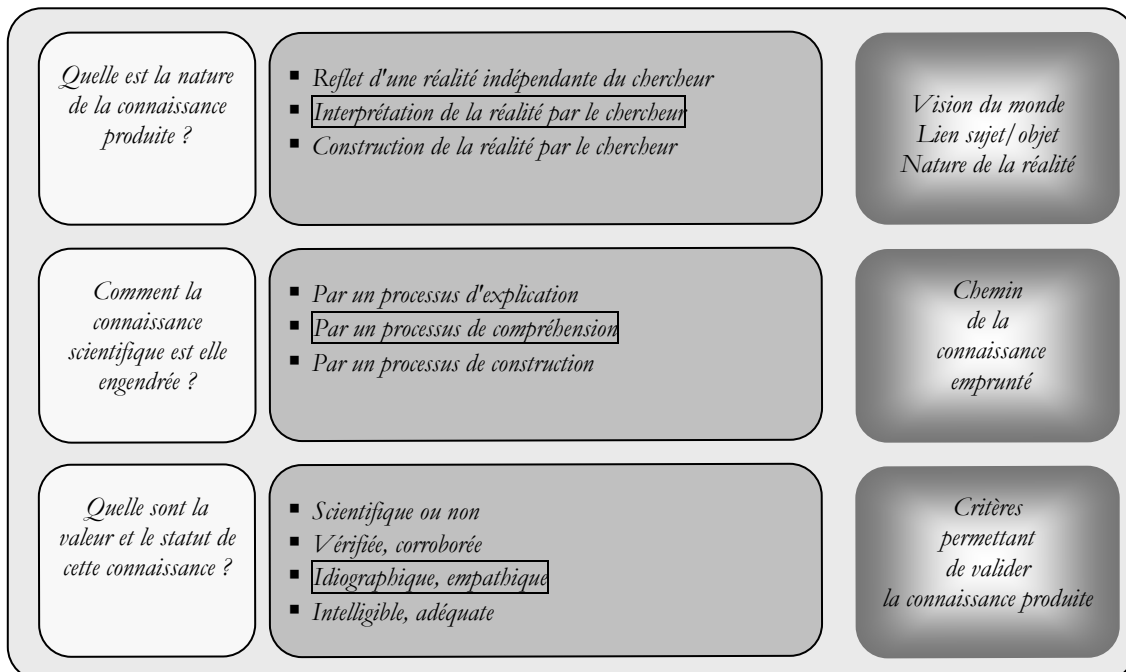 Quelle est la nature
de la connaissance
produite ?
▪ Reflet d'une réalité indépendante du chercheur
▪ Interprétation de la réalité par le chercheur
▪ Construction de la réalité par le chercheur
Vision du monde
Lien sujet/objet
Nature de la réalité
Comment la
connaissance
scientifique est elle
engendrée ?
▪ Par un processus d'explication
▪ Par un processus de compréhension
▪ Par un processus de construction
Chemin
de la
connaissance
emprunté
Quelle sont la
valeur et le statut de
cette connaissance ?
▪ Scientifique ou non
▪ Vérifiée, corroborée
▪ Idiographique, empathique
▪ Intelligible, adéquate
Critères
permettant
de valider
la connaissance produite